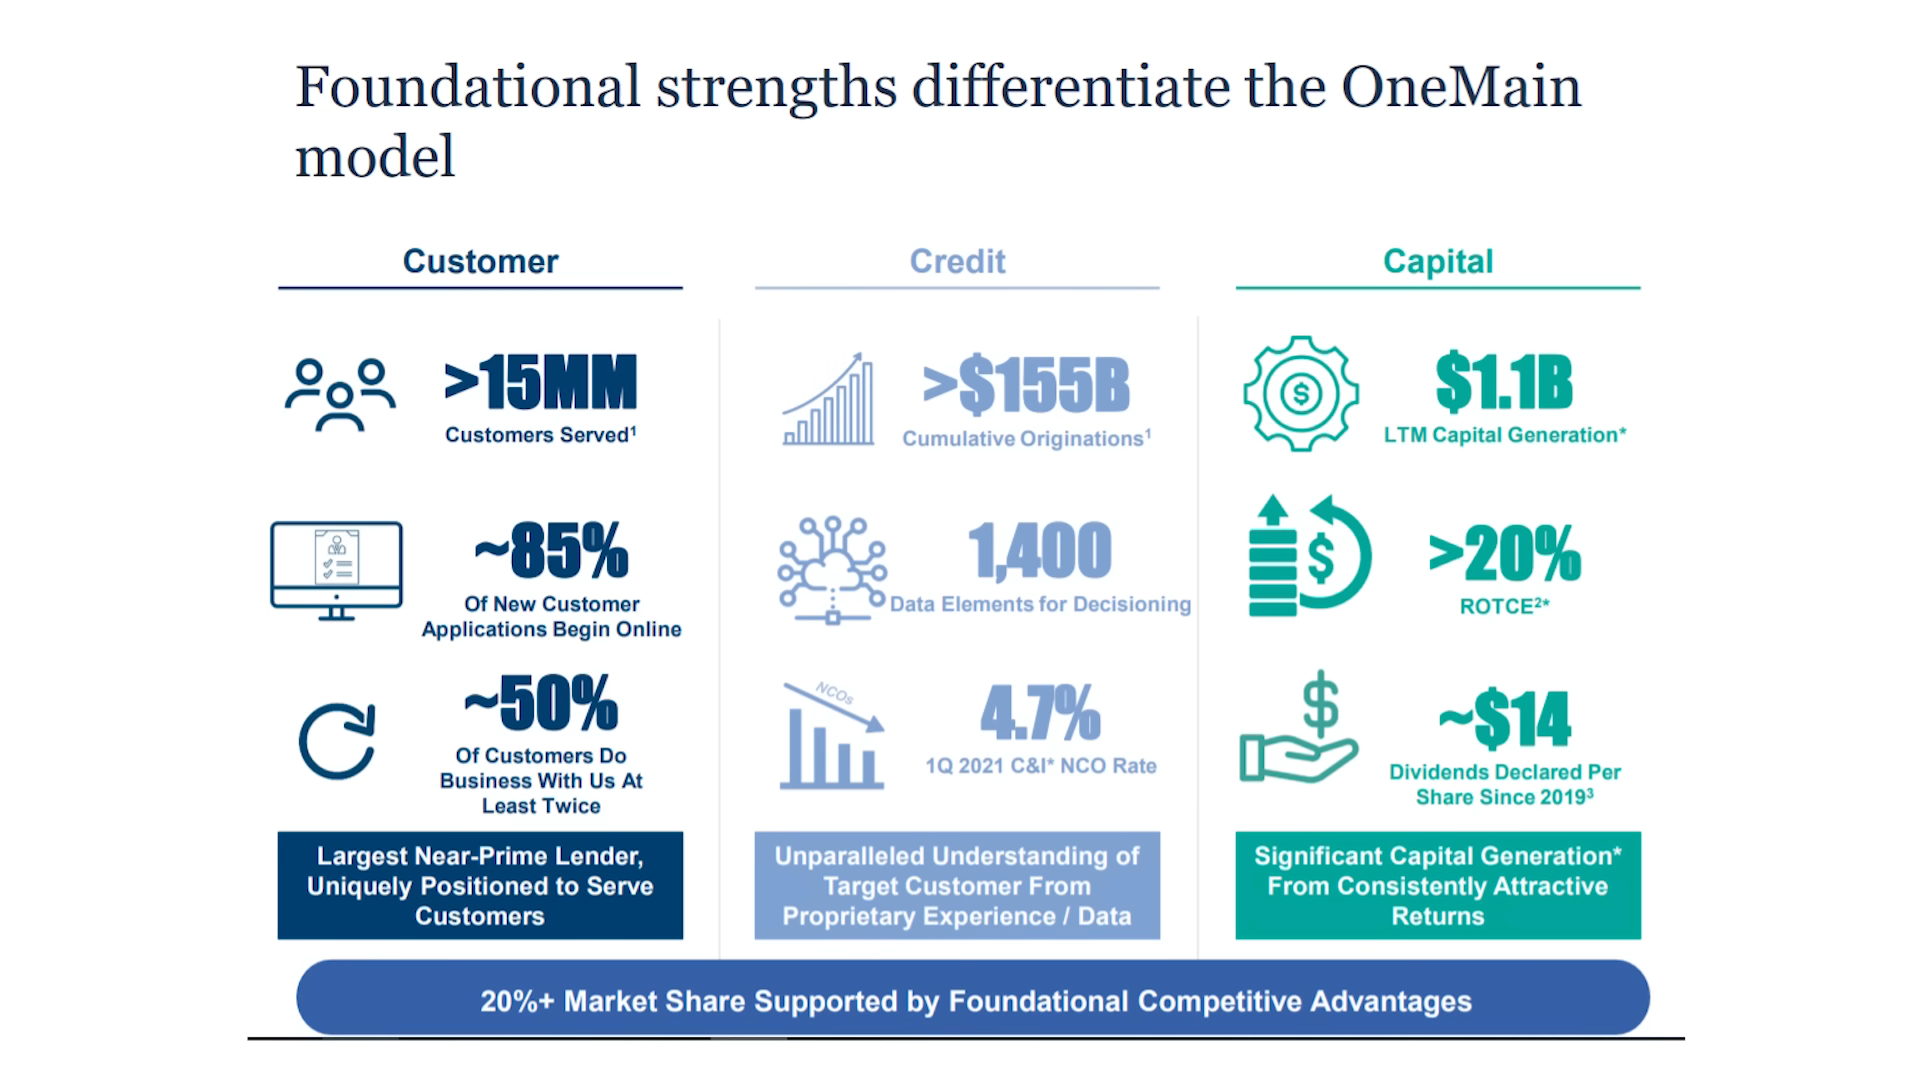 Foundational strengths differentiate the OneMain
model
Customer
>15MM
Customers Served¹
~85%
Of New Customer
Applications Begin Online
~50%
Of Customers Do
Business With Us At
Least Twice
Largest Near-Prime Lender,
Uniquely Positioned to Serve
Customers
Credit
>$155B
Cumulative Originations¹
1,400
Data Elements for Decisioning
NCOs
4.7%
1Q 2021 C&I* NCO Rate
Unparalleled Understanding of
Target Customer From
Proprietary Experience / Data
Capital
$
$1.1B
LTM Capital Generation*
$
>20%
ROTCE²*
$
~$14
Dividends Declared Per
Share Since 2019³
Significant Capital Generation*
From Consistently Attractive
Returns
20%+ Market Share Supported by Foundational Competitive Advantages